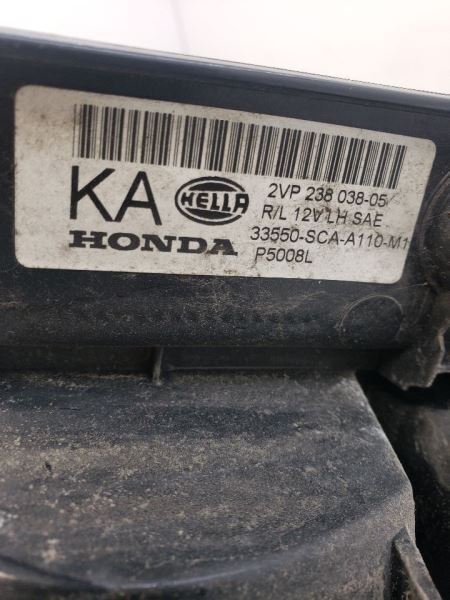 KA HELLA 2VP 238 038-05
R/L 12V LH SAE
HONDA 33550-SCA-A110-M1
P5008L